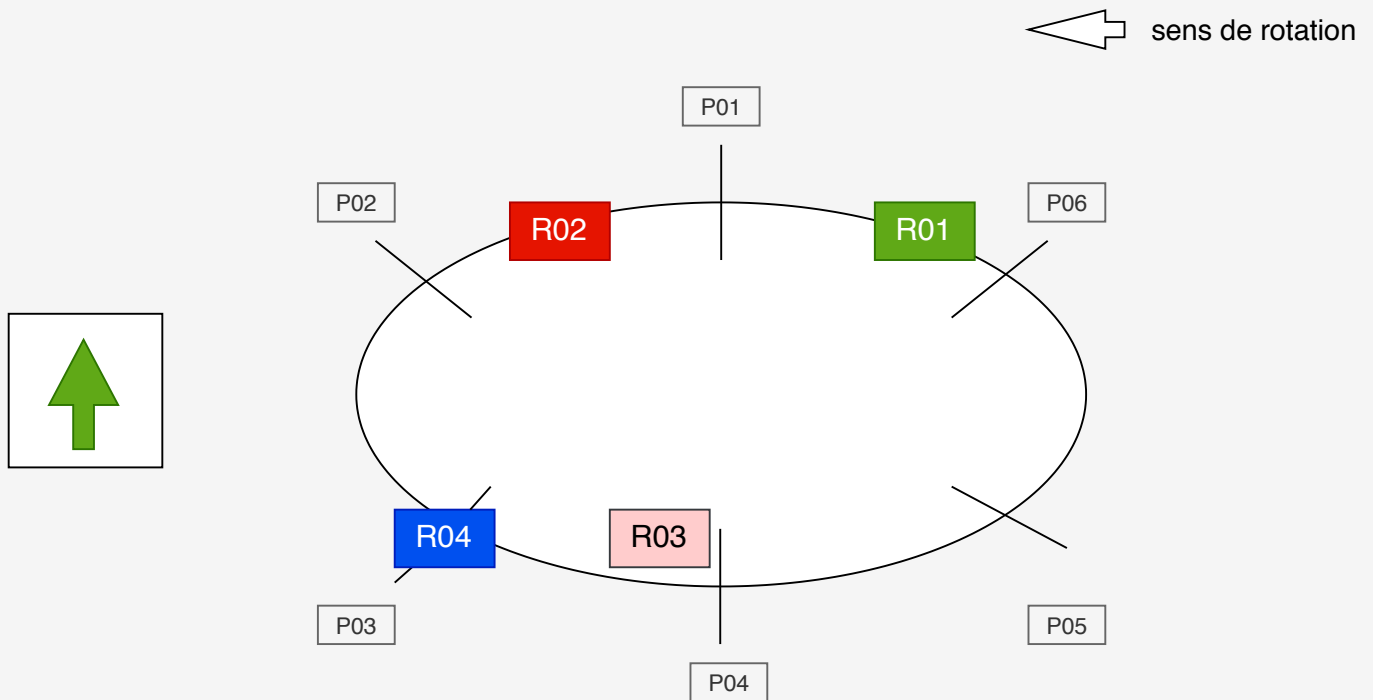 sens de rotation
P01
P02
P06
R02
R01
R04
R03
P03
P05
P04